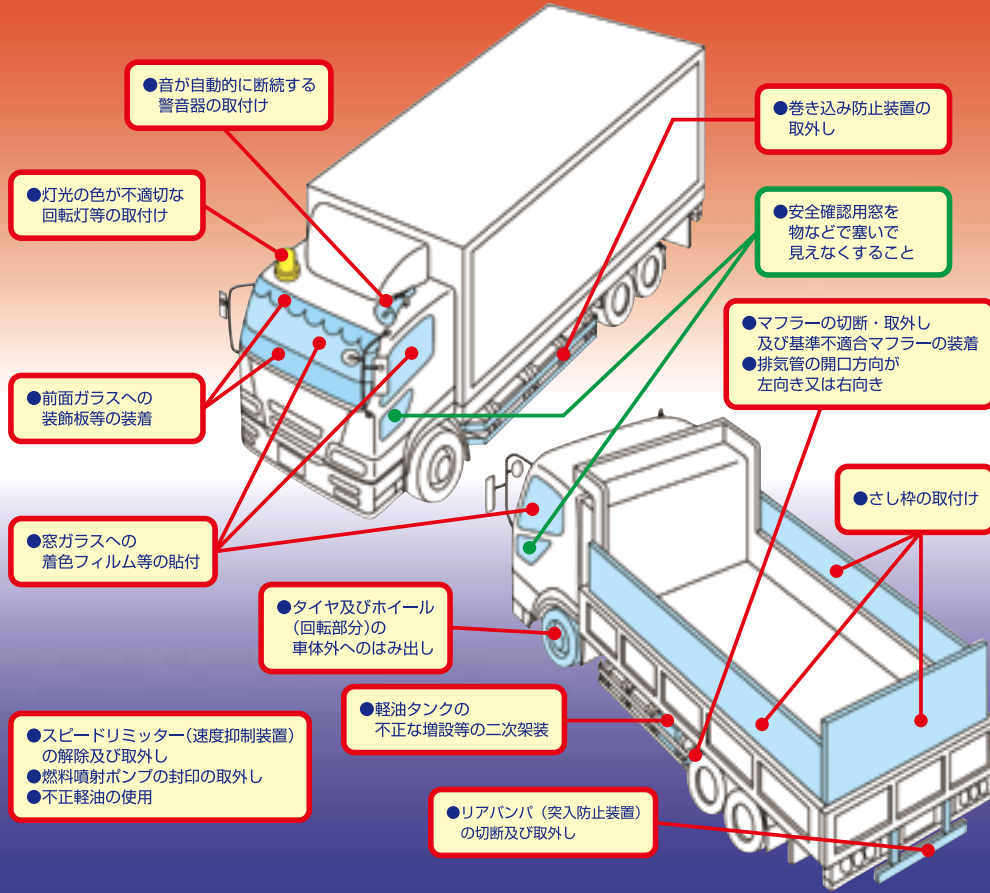 ●音が自動的に断続する
警音器の取付け
●巻き込み防止装置の
取外し
●灯光の色が不適切な
回転灯等の取付け
●安全確認用窓を
物などで塞いで
見えなくすること
●マフラーの切断・取外し
及び基準不適合マフラーの装着
●排気管の開口方向が
左向き又は右向き
●前面ガラスへの
装飾板等の装着
●さし枠の取付け
●窓ガラスへの
着色フィルム等の貼付
●タイヤ及びホイール
(回転部分)の
車体外へのはみ出し
●軽油タンクの
不正な増設等の二次架装
●スピードリミッター(速度抑制装置)
の解除及び取外し
●燃料噴射ポンプの封印の取外し
●不正軽油の使用
●リアバンパ(突入防止装置)
の切断及び取外し